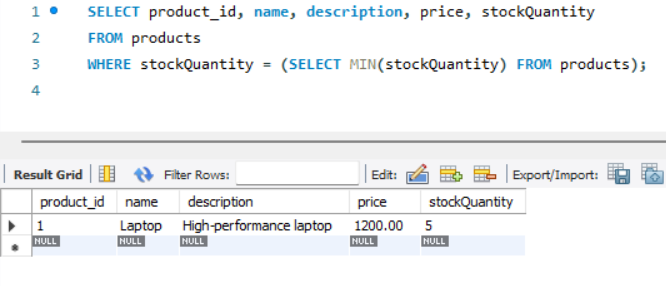 1 SELECT product_id, name, description, price, stockQuantity
2 FROM products
3 WHERE stockQuantity = (SELECT MIN(stockQuantity) FROM products);
4
Result Grid Filter Rows: Edit: Export/Import:
product_id name description price stockQuantity
1 Laptop High-performance laptop 1200.00 5
NULL NULL NULL NULL NULL